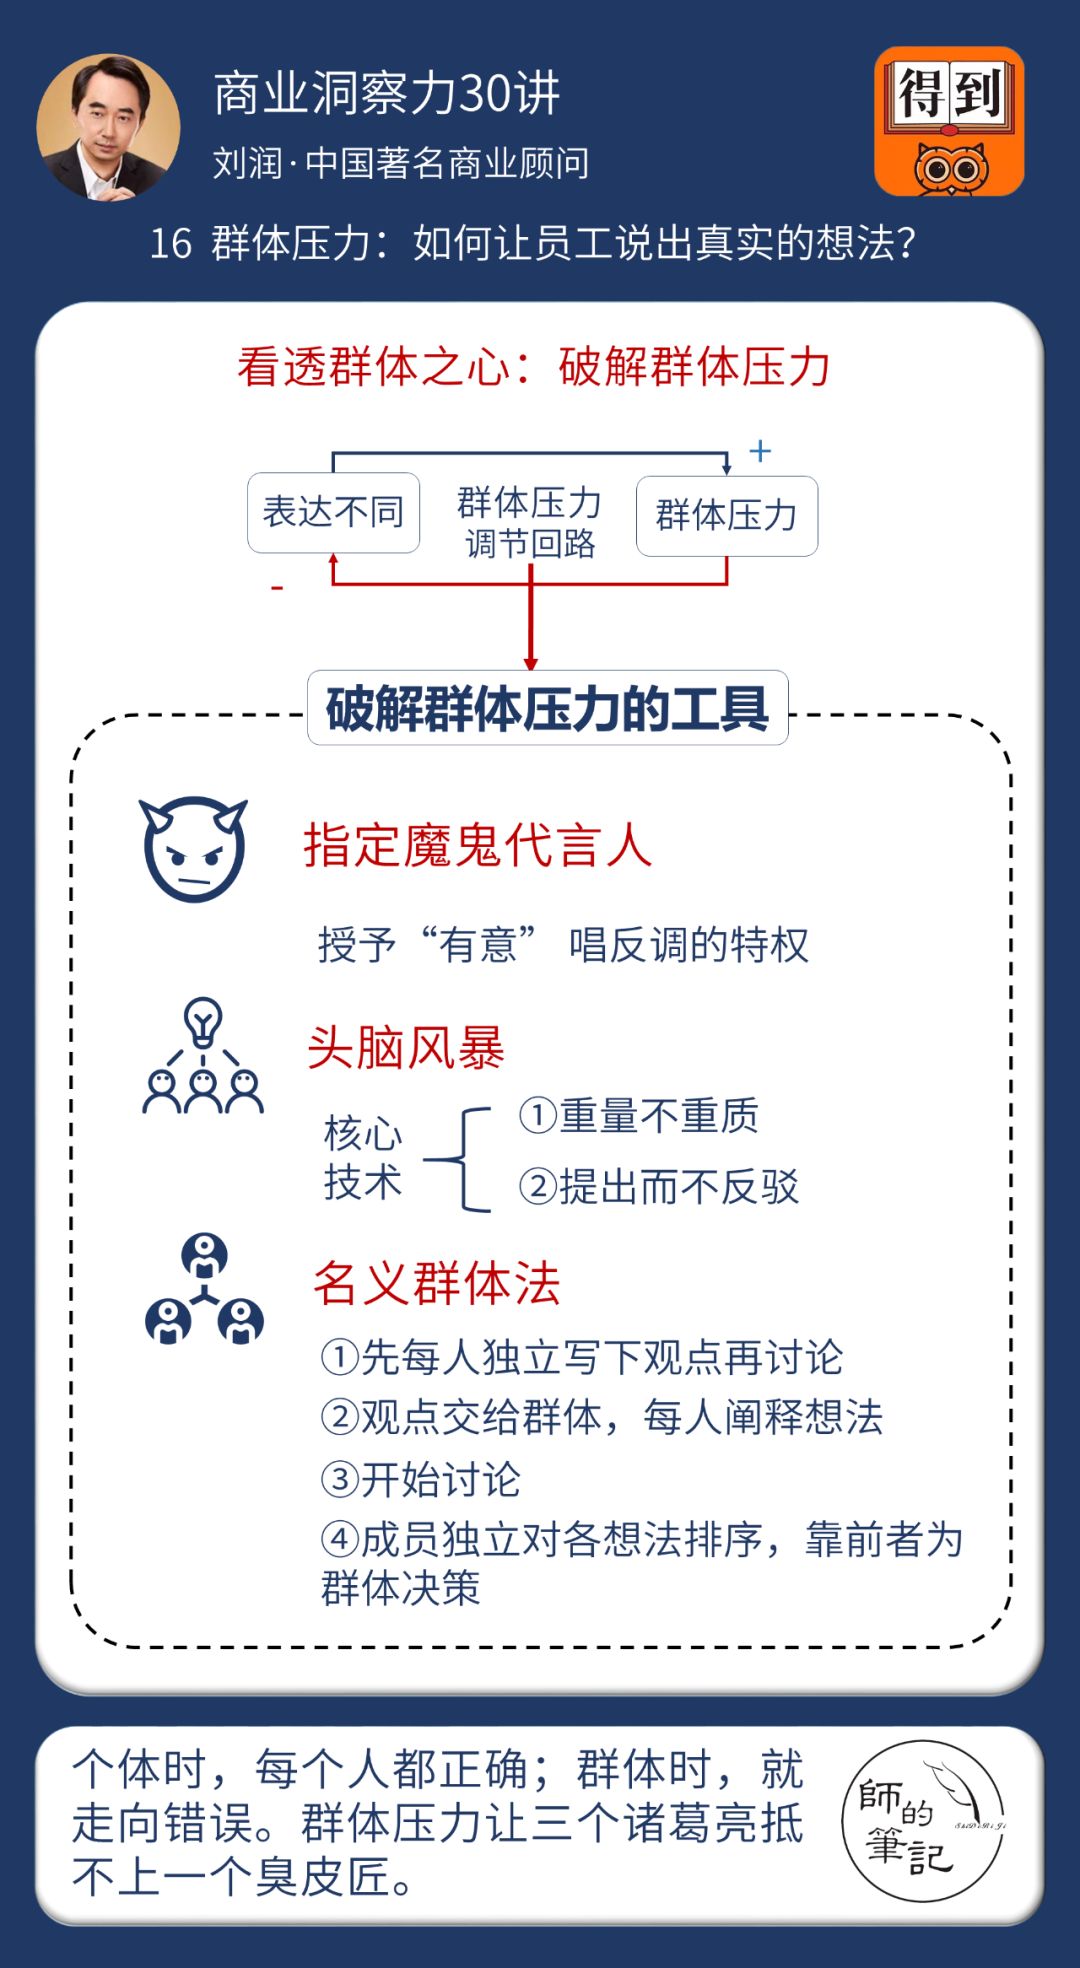 商业洞察力30讲
刘润·中国著名商业顾问
得到
16 群体压力：如何让员工说出真实的想法？
看透群体之心：破解群体压力
+
表达不同
群体压力
调节回路
群体压力
-
破解群体压力的工具
指定魔鬼代言人
授予“有意” 唱反调的特权
头脑风暴
核心
技术
①重量不重质
②提出而不反驳
名义群体法
①先每人独立写下观点再讨论
②观点交给群体，每人阐释想法
③开始讨论
④成员独立对各想法排序，靠前者为
群体决策
个体时，每个人都正确；群体时，就
走向错误。群体压力让三个诸葛亮抵
不上一个臭皮匠。
師的
筆記